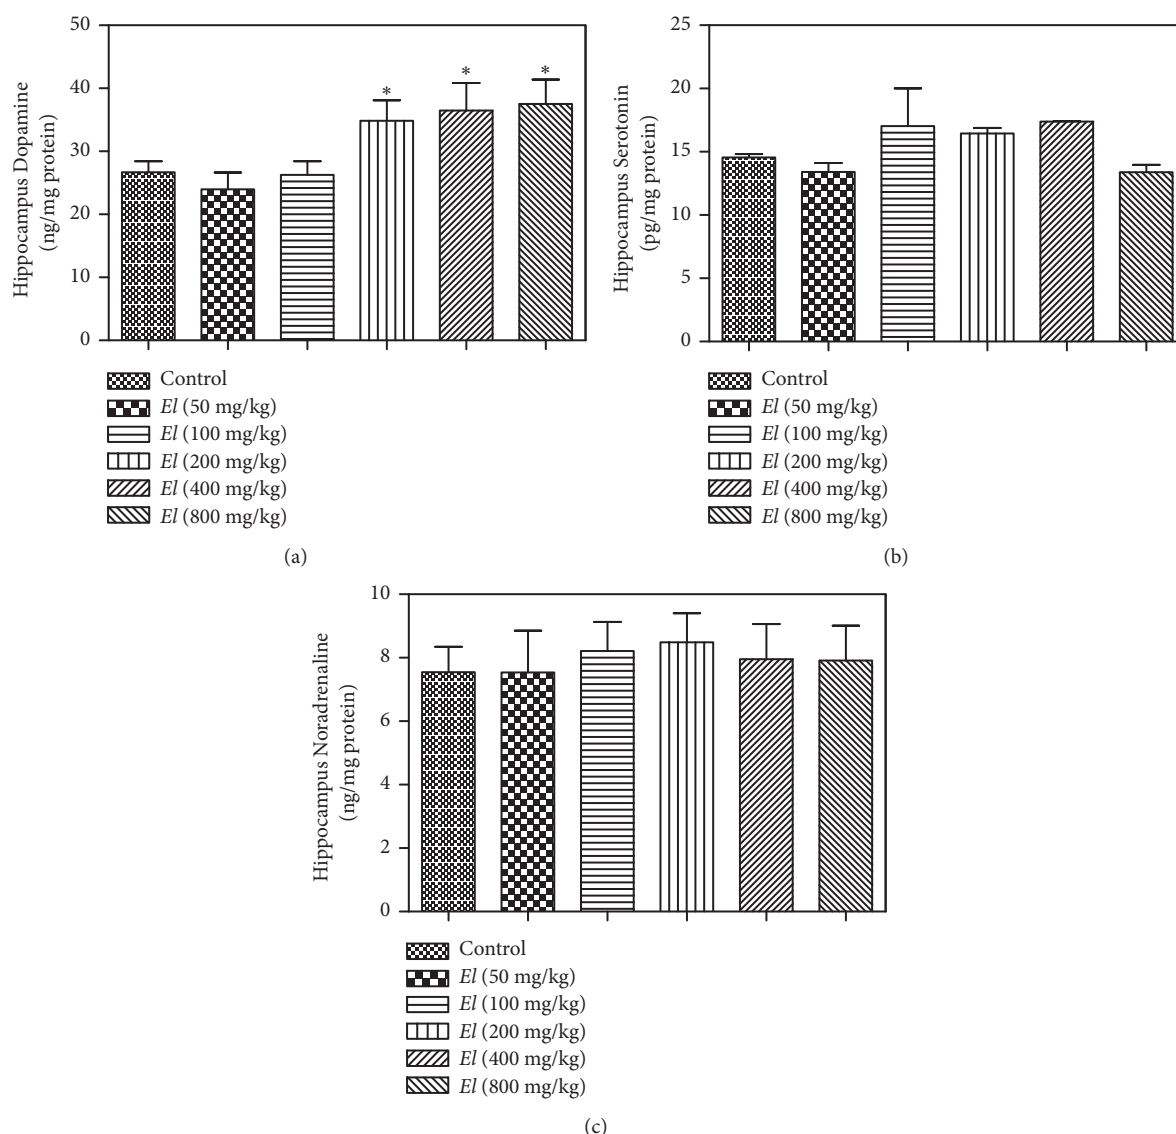 50
40
30
20
10
0
Hippocampus Dopamine
(ng/mg protein)
*
*
*
Control
El (50 mg/kg)
El (100 mg/kg)
El (200 mg/kg)
El (400 mg/kg)
El (800 mg/kg)
(a)
25
20
15
10
5
0
Hippocampus Serotonin
(pg/mg protein)
Control
El (50 mg/kg)
El (100 mg/kg)
El (200 mg/kg)
El (400 mg/kg)
El (800 mg/kg)
(b)
10
8
6
4
2
0
Hippocampus Noradrenaline
(ng/mg protein)
Control
El (50 mg/kg)
El (100 mg/kg)
El (200 mg/kg)
El (400 mg/kg)
El (800 mg/kg)
(c)